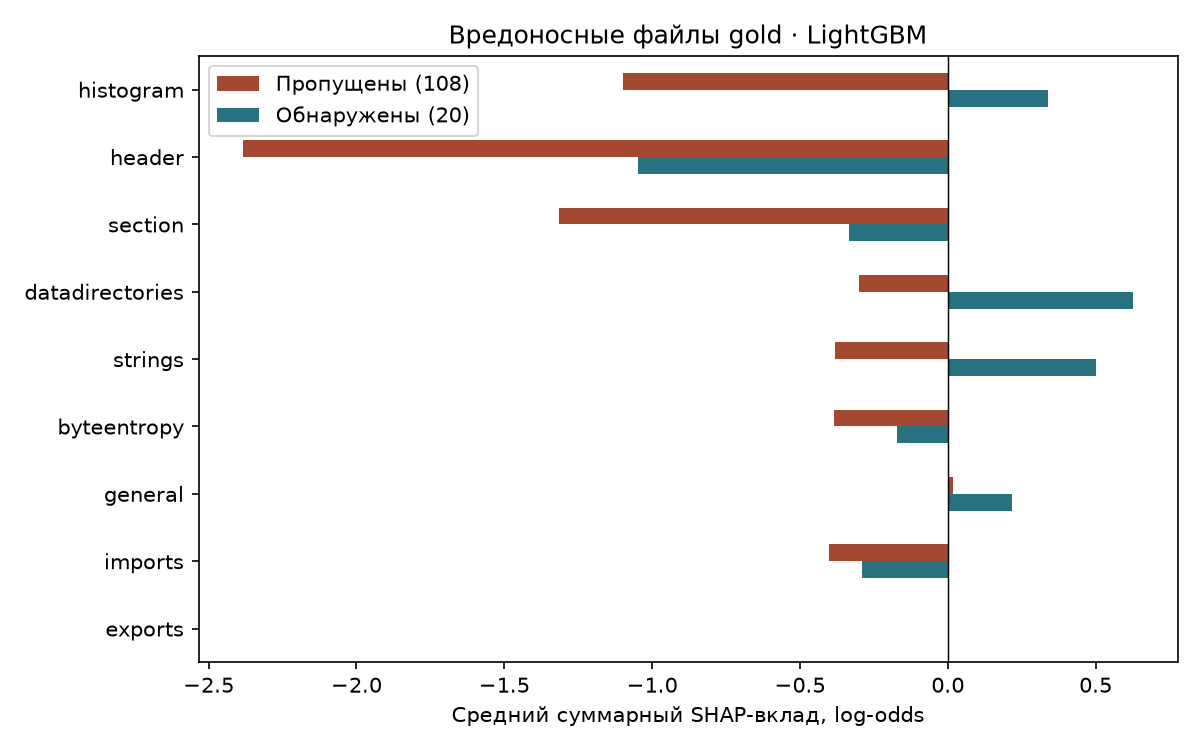 Вредоносные файлы gold · LightGBM
Пропущены (108)
Обнаружены (20)
histogram
header
section
datadirectories
strings
byteentropy
general
imports
exports
−2.5 −2.0 −1.5 −1.0 −0.5 0.0 0.5
Средний суммарный SHAP-вклад, log-odds